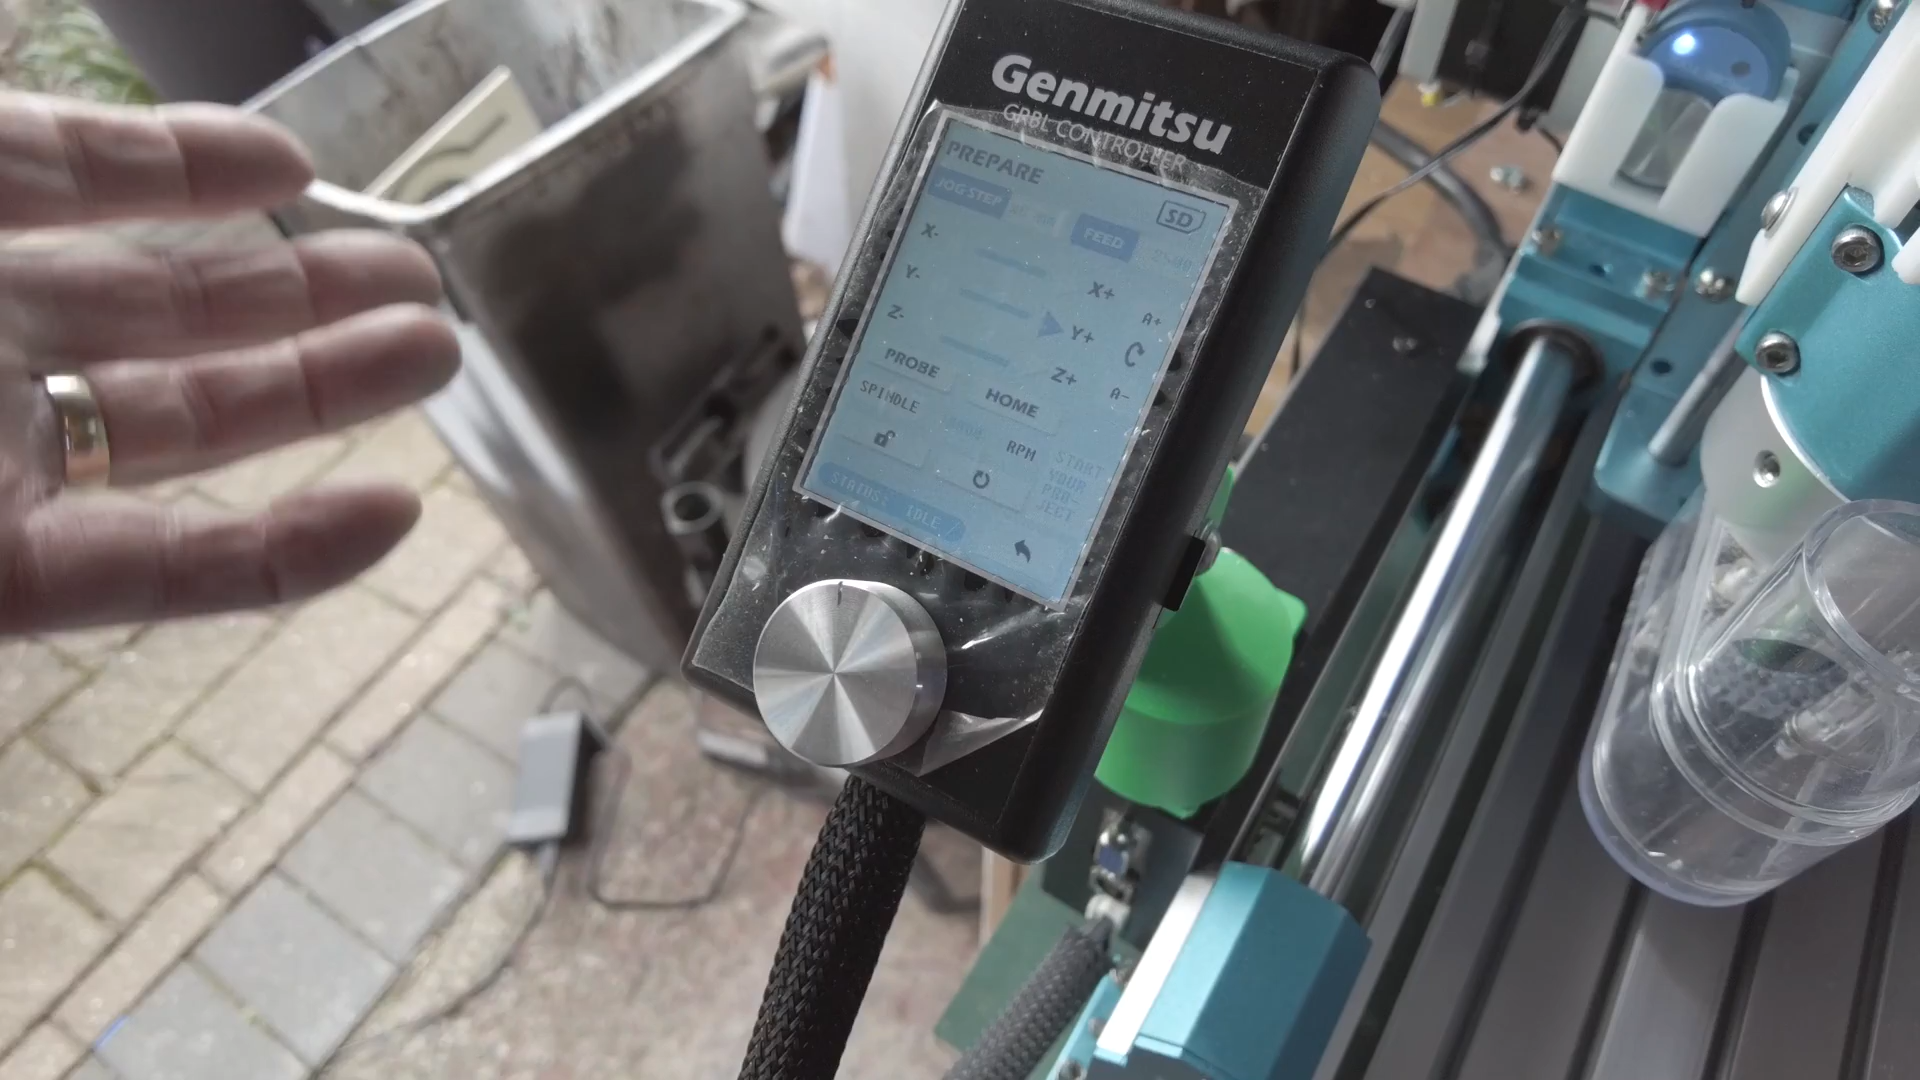 Genmitsu
GRBL CONTROLLER
PREPARE
SD
JOG STEP
FEED
X-
X+
Y-
Y+
A+
Z-
Z+
A-
PROBE
HOME
SPINDLE
RPM
START
YOUR
PRO-
JECT
STATUS: IDLE